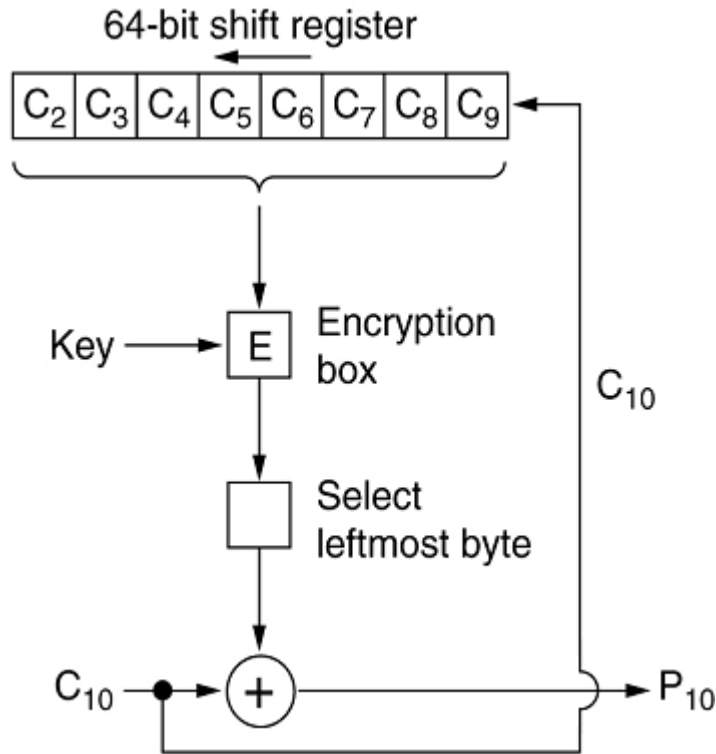 64-bit shift register
C2 C3 C4 C5 C6 C7 C8 C9
Key
E
Encryption
box
C10
Select
leftmost byte
C10
+
P10